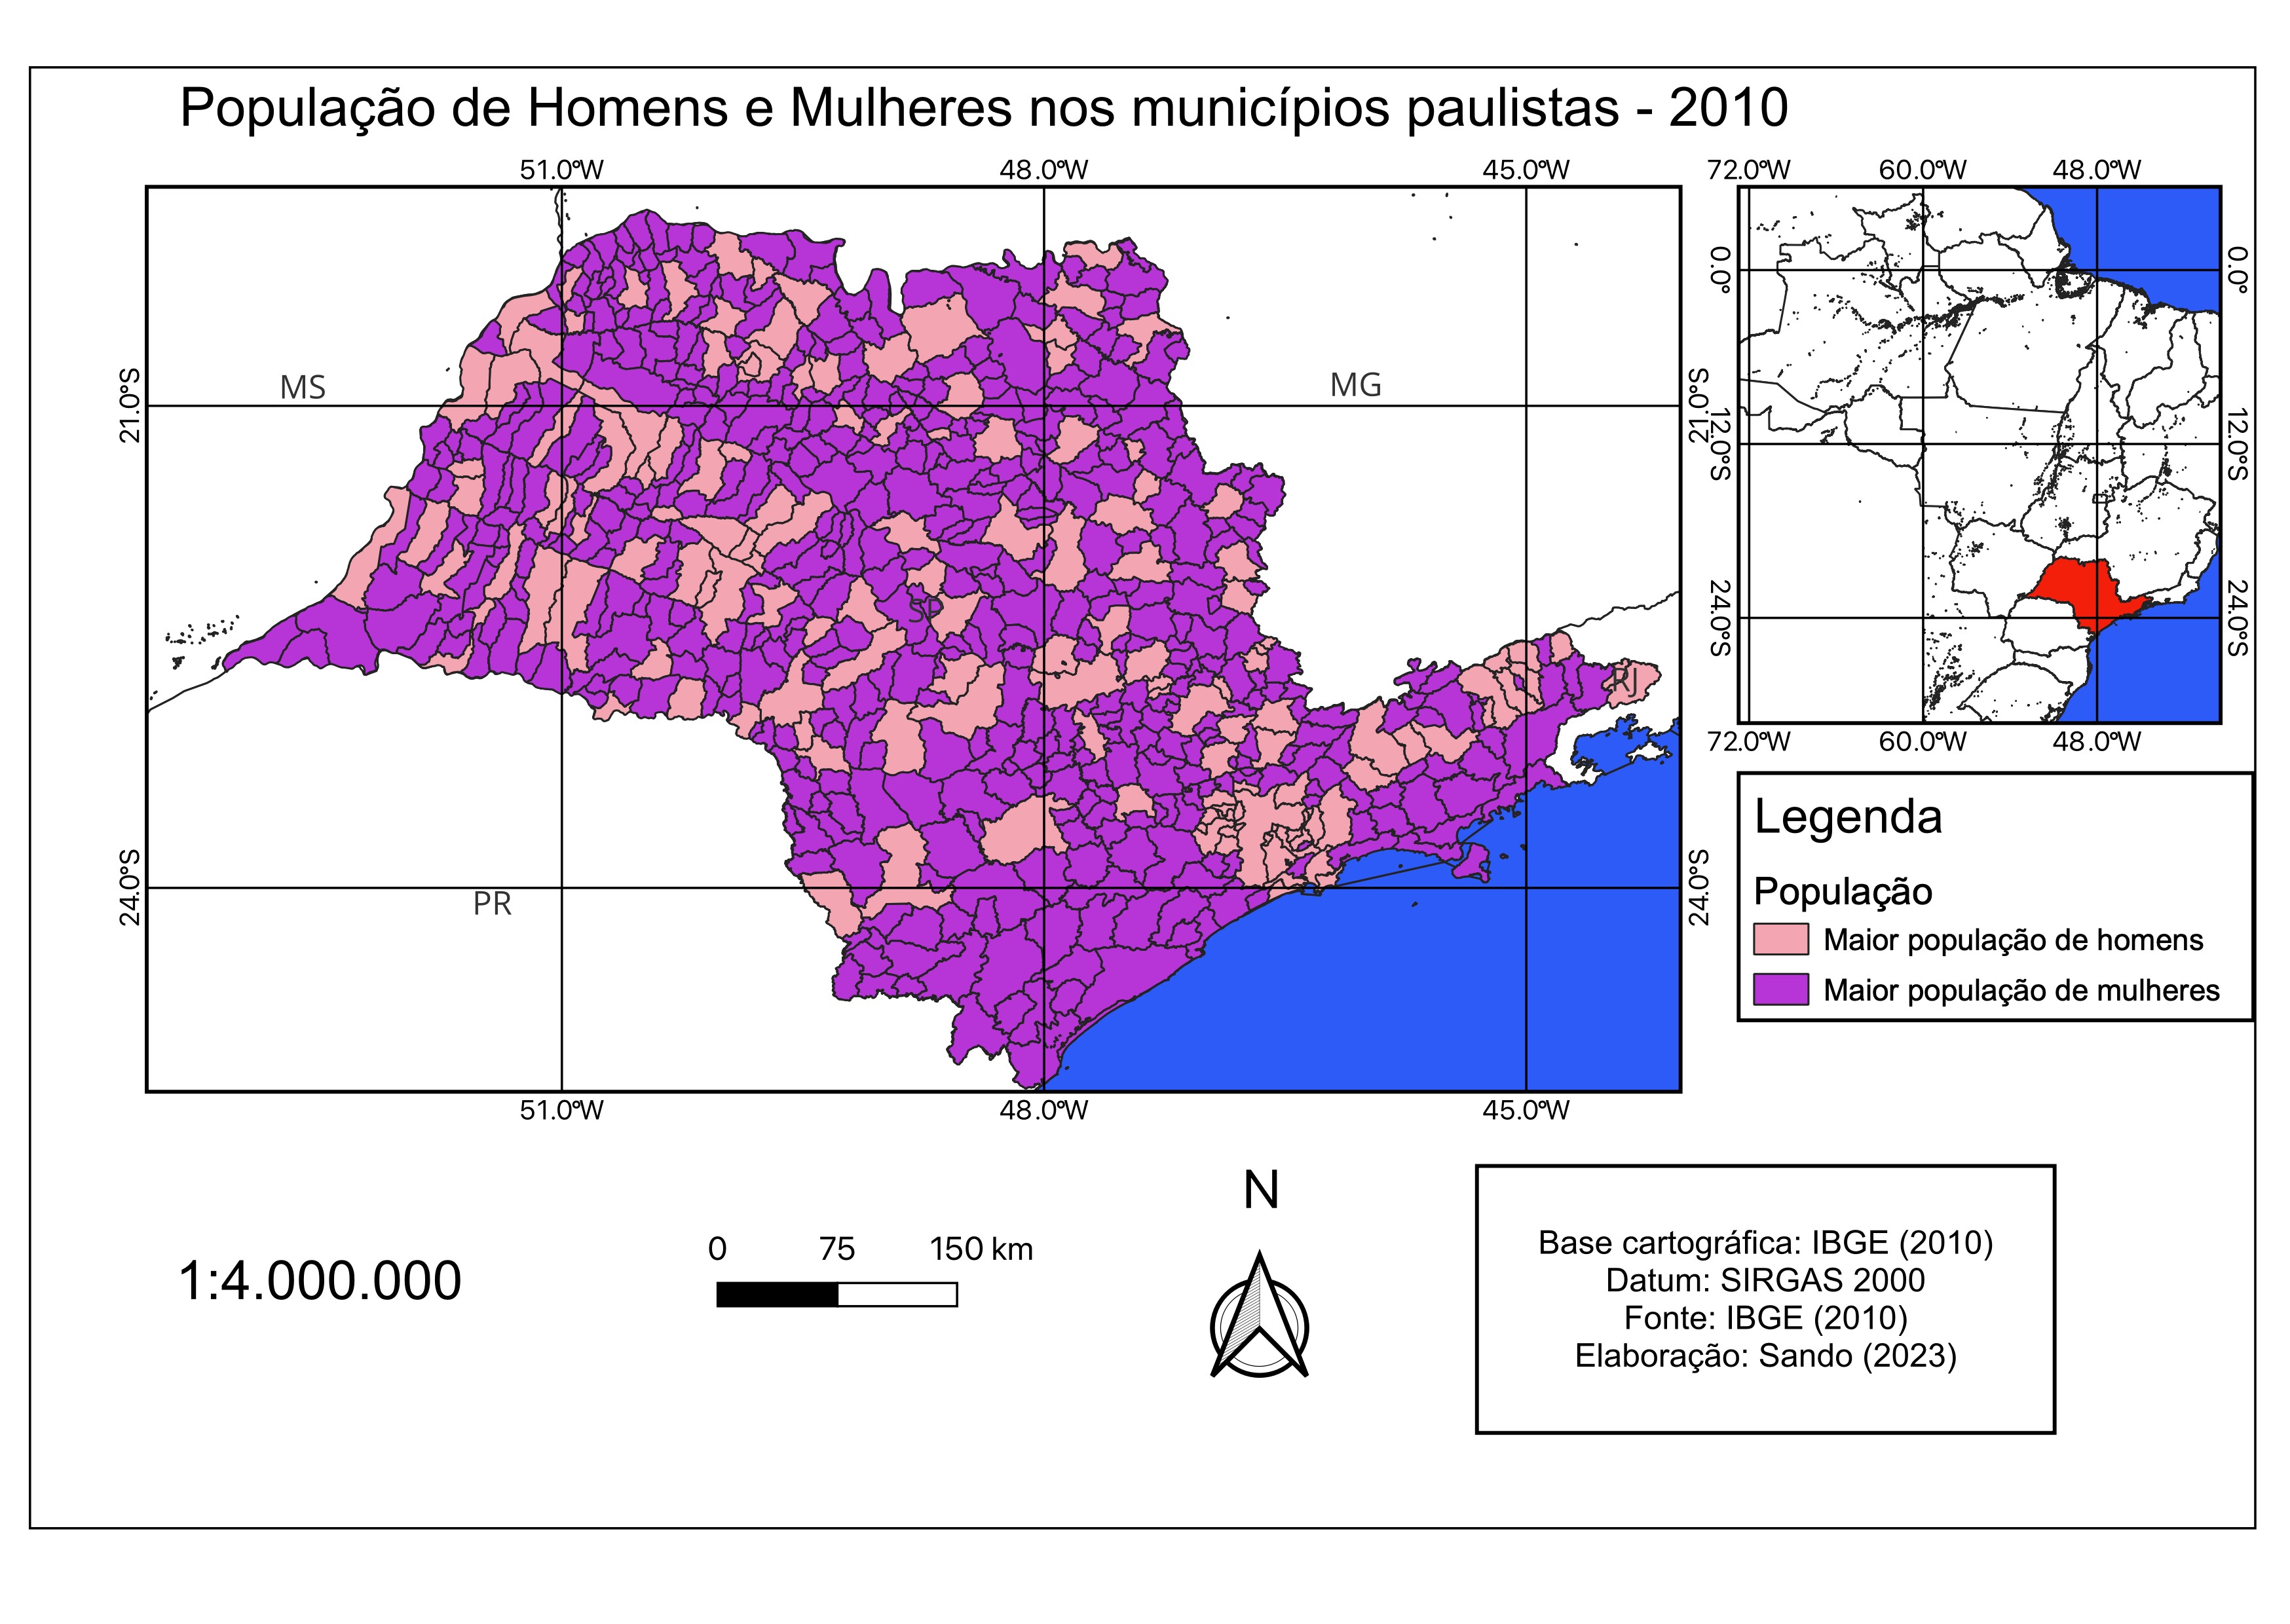 População de Homens e Mulheres nos municípios paulistas - 2010
51.0°W
48.0°W
45.0°W
72.0°W
60.0°W
48.0°W
MS
MG
SP
RJ
PR
21.0°S
24.0°S
21.0°S
24.0°S
51.0°W
48.0°W
45.0°W
0.0°
12.0°S
24.0°S
0.0°
12.0°S
24.0°S
72.0°W
60.0°W
48.0°W
Legenda
População
Maior população de homens
Maior população de mulheres
N
0 75 150 km
1:4.000.000
Base cartográfica: IBGE (2010)
Datum: SIRGAS 2000
Fonte: IBGE (2010)
Elaboração: Sando (2023)